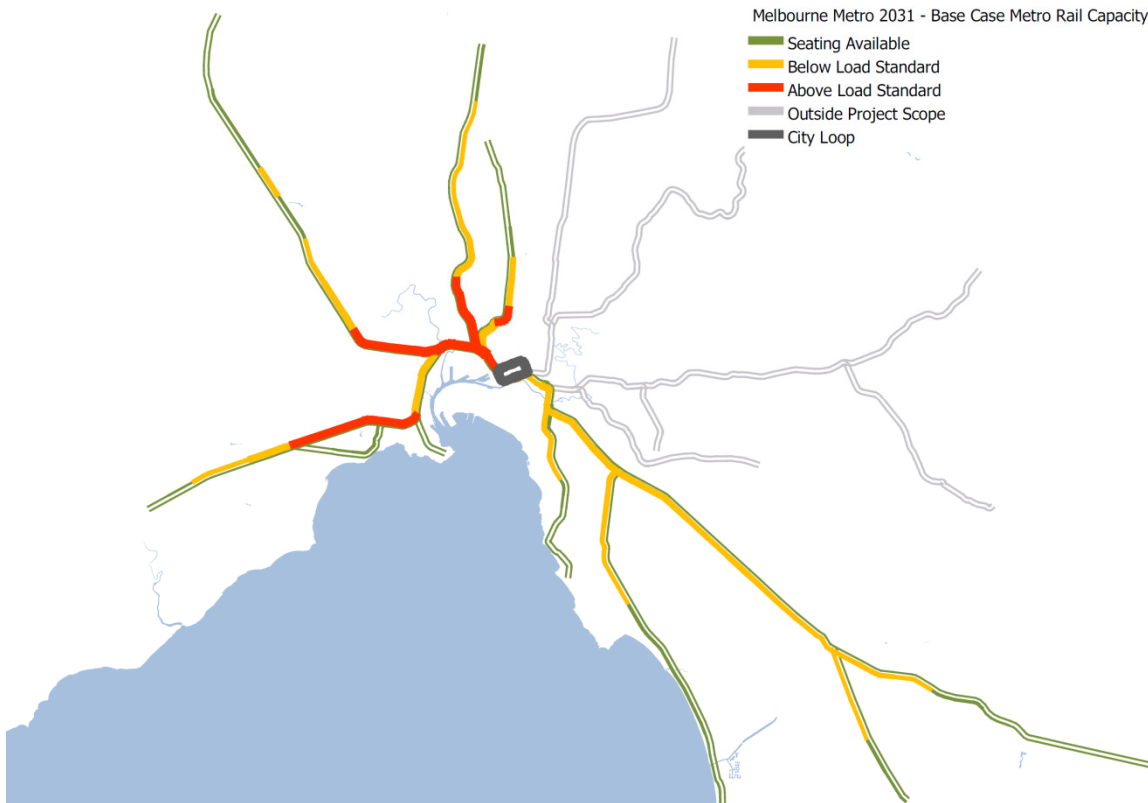 Melbourne Metro 2031 - Base Case Metro Rail Capacity
Seating Available
Below Load Standard
Above Load Standard
Outside Project Scope
City Loop